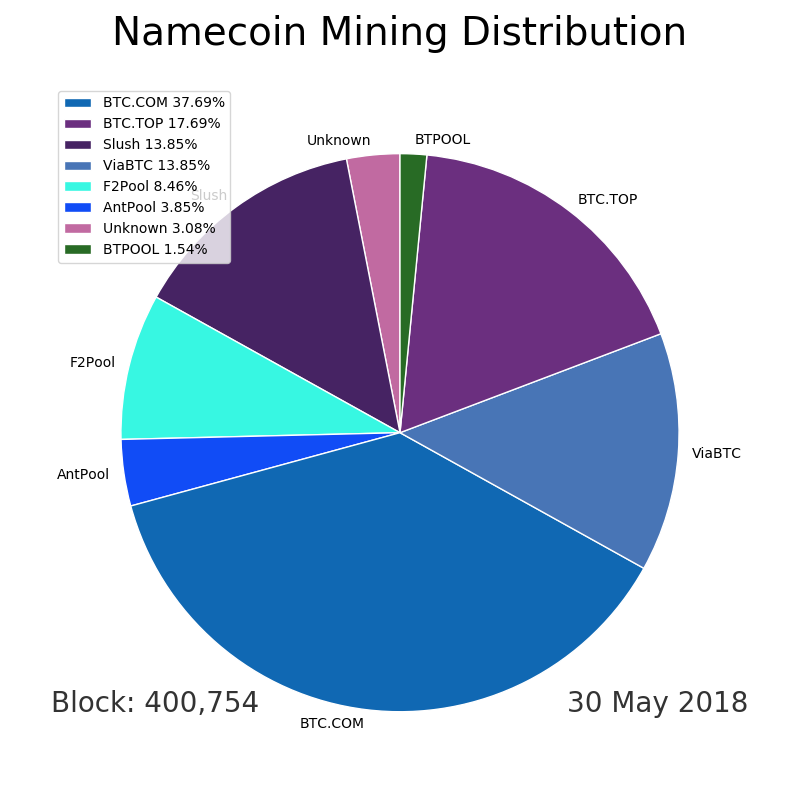 Namecoin Mining Distribution
BTC.COM 37.69%
BTC.TOP 17.69%
Slush 13.85%
ViaBTC 13.85%
F2Pool 8.46%
AntPool 3.85%
Unknown 3.08%
BTPOOL 1.54%
Unknown
BTPOOL
Slush
BTC.TOP
F2Pool
ViaBTC
AntPool
Block: 400,754
30 May 2018
BTC.COM